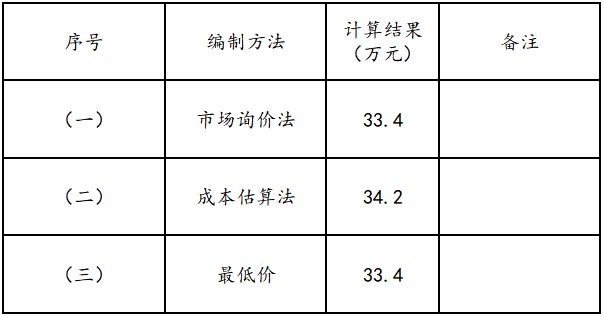 序号 编制方法 计算结果 备注
（万元）
（一） 市场询价法 33.4
（二） 成本估算法 34.2
（三） 最低价 33.4